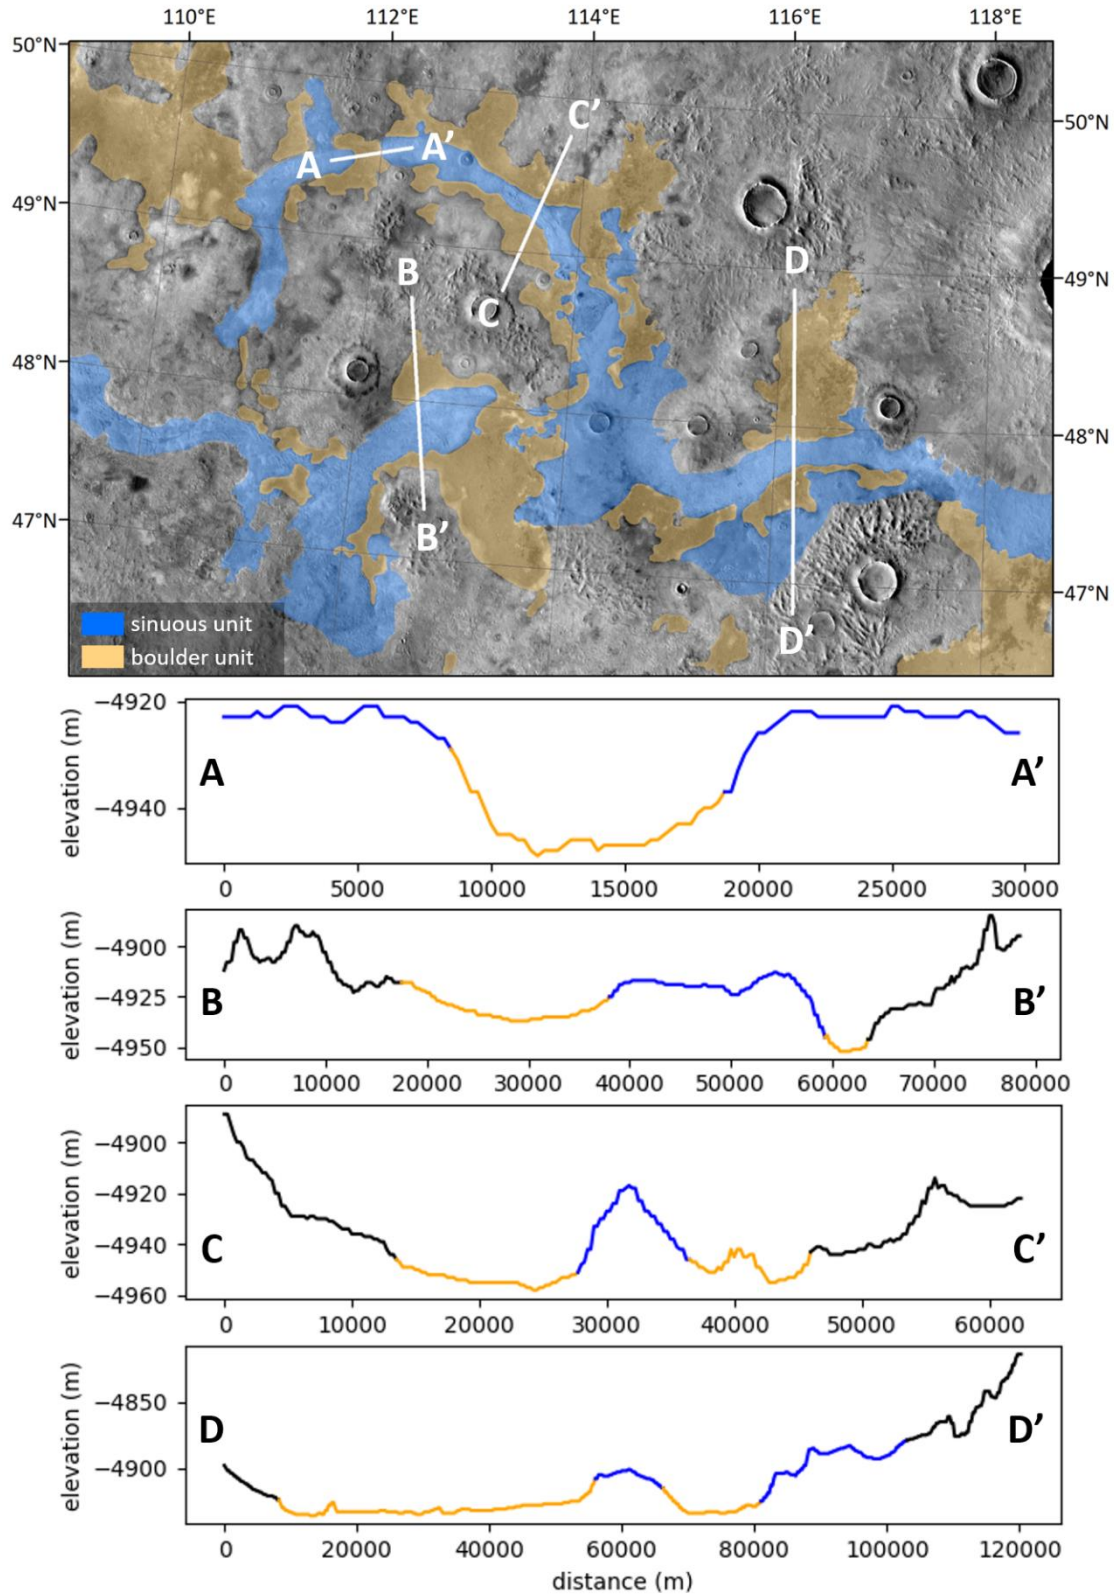 110°E 112°E 114°E 116°E 118°E
50°N
C’
50°N
A A’
49°N
B D
49°N
C
48°N
48°N
47°N
B’
47°N
sinuous unit
D’
boulder unit
−4920
elevation (m)
A A’
−4940
0 5000 10000 15000 20000 25000 30000
−4900
elevation (m)
−4925
B B’
−4950
0 10000 20000 30000 40000 50000 60000 70000 80000
−4900
elevation (m)
−4920
−4940
C C’
−4960
0 10000 20000 30000 40000 50000 60000
−4850
elevation (m)
D D’
−4900
0 20000 40000 60000 80000 100000 120000
distance (m)